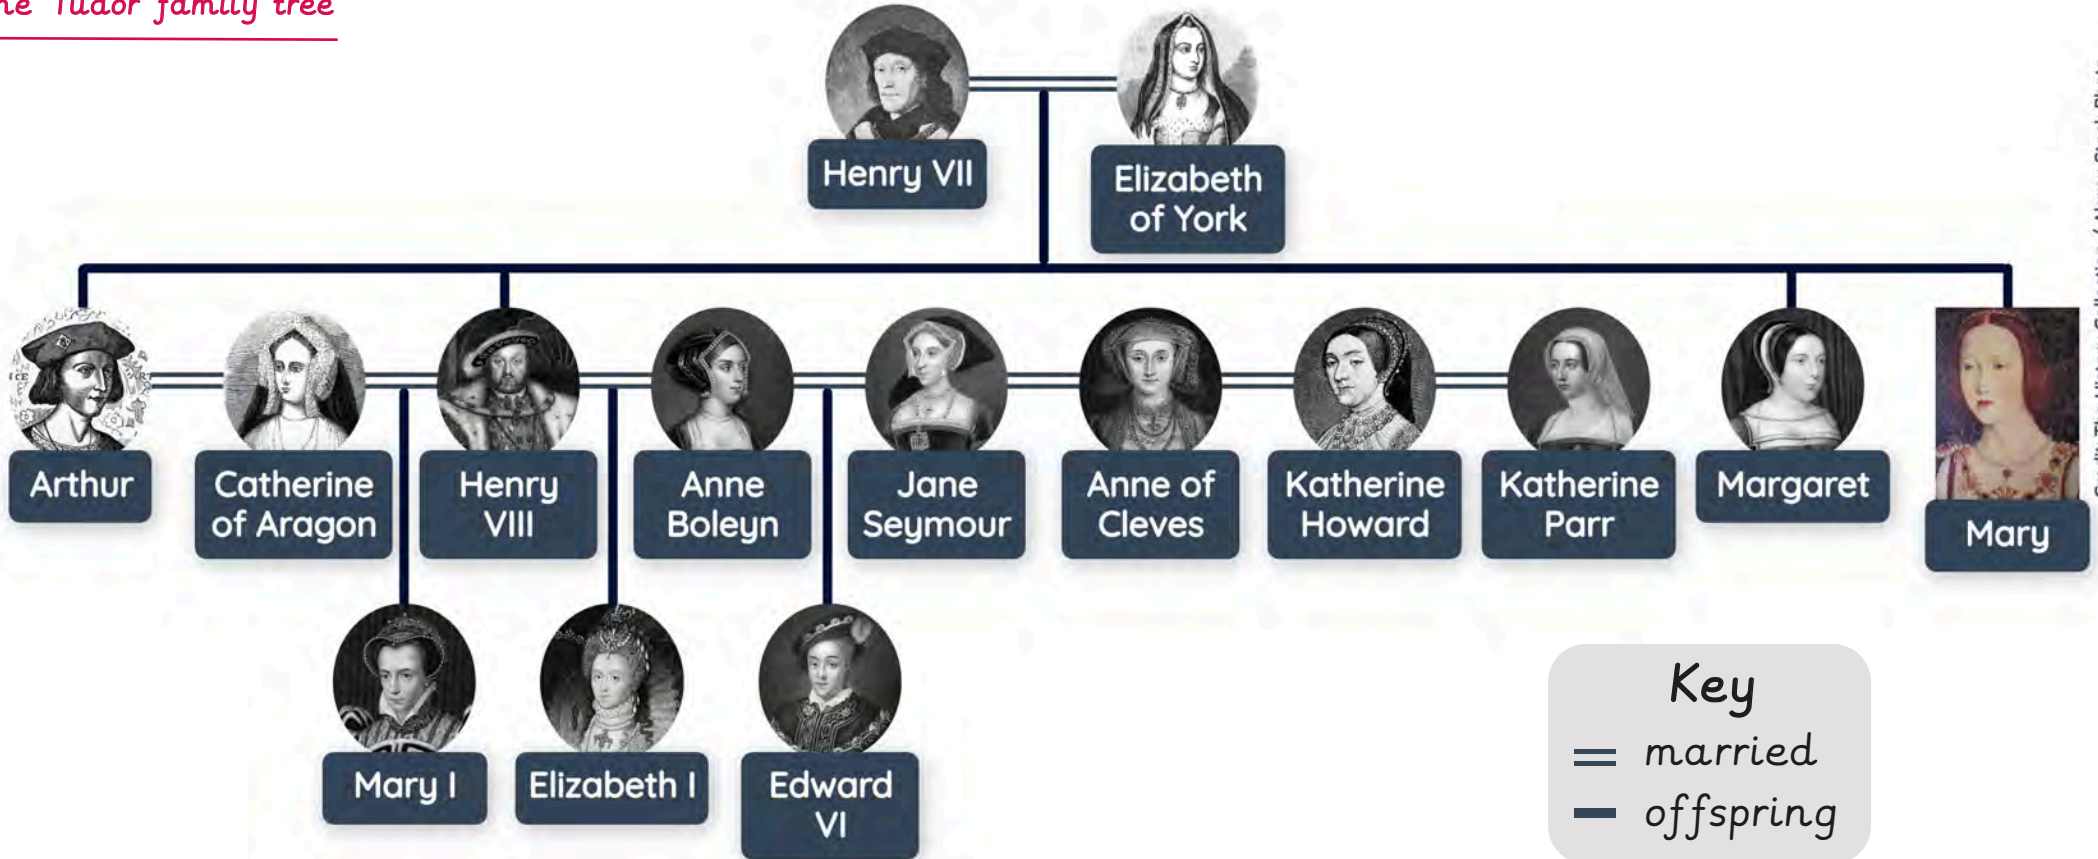 he Tudor family tree
Henry VII
Elizabeth
of York
Arthur
Catherine
of Aragon
Henry
VIII
Anne
Boleyn
Jane
Seymour
Anne of
Cleves
Katherine
Howard
Katherine
Parr
Margaret
Mary
Mary I
Elizabeth I
Edward
VI
Key
married
offspring